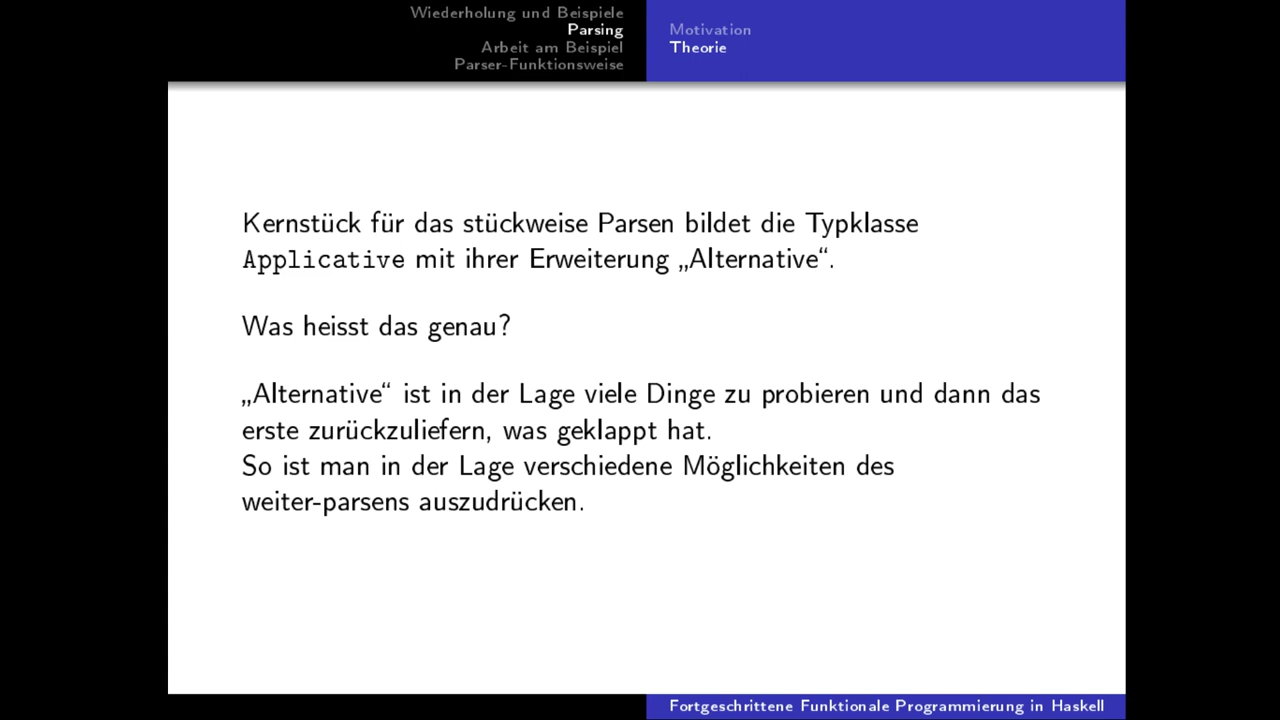 Wiederholung und Beispiele
Parsing
Arbeit am Beispiel
Parser-Funktionsweise
Motivation
Theorie
Kernstück für das stückweise Parsen bildet die Typklasse
Applicative mit ihrer Erweiterung „Alternative“.
Was heisst das genau?
„Alternative“ ist in der Lage viele Dinge zu probieren und dann das
erste zurückzuliefern, was geklappt hat.
So ist man in der Lage verschiedene Möglichkeiten des
weiter-parsens auszudrücken.
Fortgeschrittene Funktionale Programmierung in Haskell